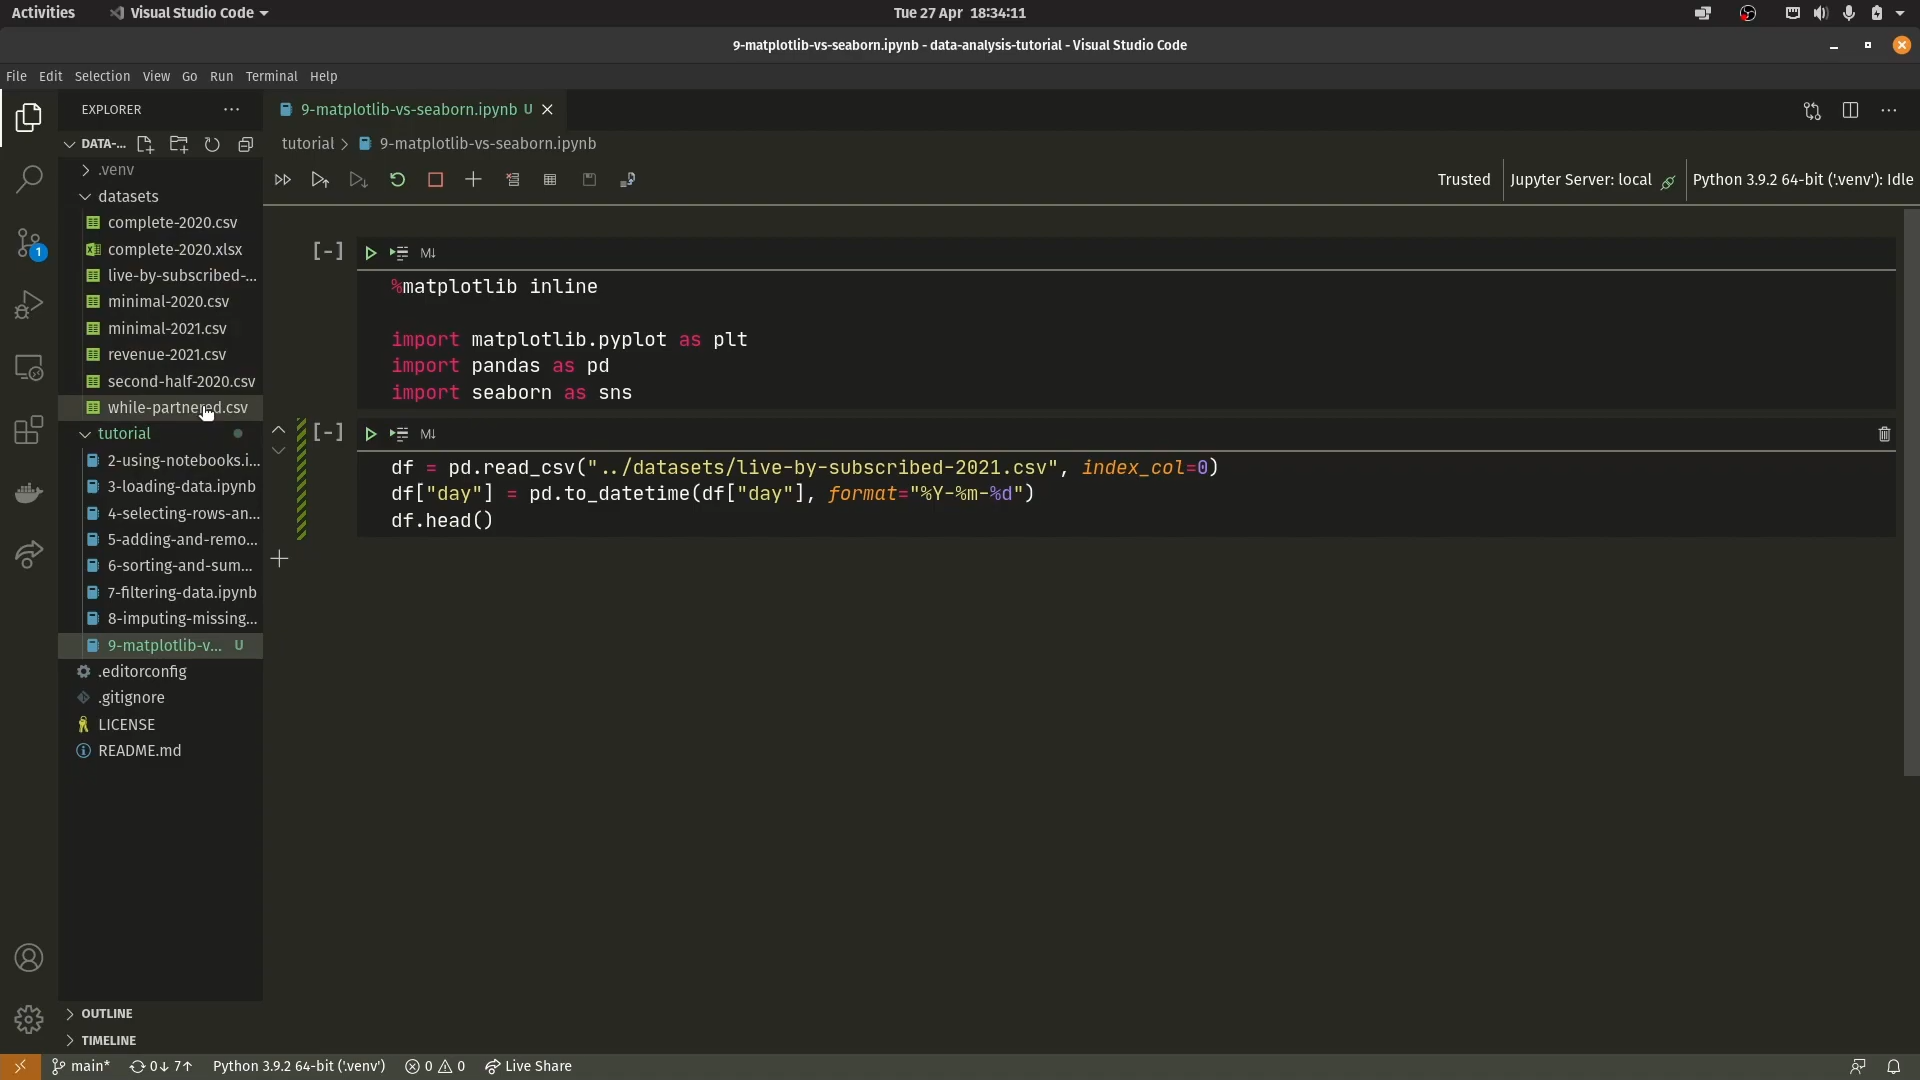 Activities
Visual Studio Code
Tue 27 Apr 18:34:11
9-matplotlib-vs-seaborn.ipynb - data-analysis-tutorial - Visual Studio Code
File Edit Selection View Go Run Terminal Help
EXPLORER
9-matplotlib-vs-seaborn.ipynb U
DATA-...
tutorial > 9-matplotlib-vs-seaborn.ipynb
.venv
datasets
complete-2020.csv
complete-2020.xlsx
live-by-subscribed-...
minimal-2020.csv
minimal-2021.csv
revenue-2021.csv
second-half-2020.csv
while-partnered.csv
tutorial
2-using-notebooks.i...
3-loading-data.ipynb
4-selecting-rows-an...
5-adding-and-remo...
6-sorting-and-sum...
7-filtering-data.ipynb
8-imputing-missing...
9-matplotlib-v... U
.editorconfig
.gitignore
LICENSE
README.md
OUTLINE
TIMELINE
1
Trusted
Jupyter Server: local
Python 3.9.2 64-bit ('.venv'): Idle
[-]
M↓
%matplotlib inline
import matplotlib.pyplot as plt
import pandas as pd
import seaborn as sns
[-]
M↓
df = pd.read_csv("../datasets/live-by-subscribed-2021.csv", index_col=0)
df["day"] = pd.to_datetime(df["day"], format="%Y-%m-%d")
df.head()
main* 0↓ 7↑ Python 3.9.2 64-bit ('.venv') 0 0 Live Share